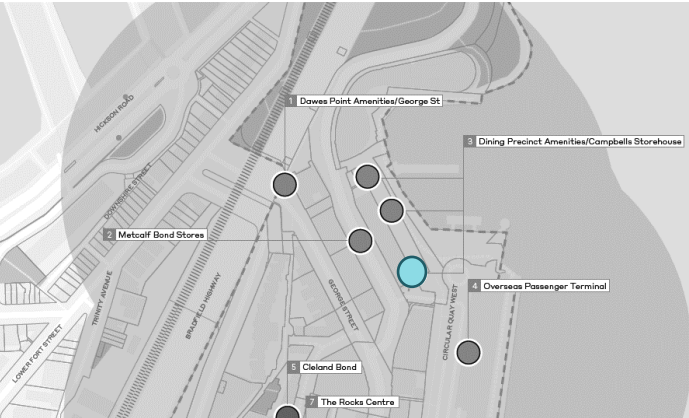 1 Dawes Point Amenities/George St
HICKSON ROAD
3 Dining Precinct Amenities/Campbells Storehouse
DOWNSHIRE STREET
2 Metcalf Bond Stores
TRINITY AVENUE
BRADFIELD HIGHWAY
GEORGE STREET
CIRCULAR QUAY WEST
4 Overseas Passenger Terminal
LOWER FORT STREET
5 Cleland Bond
7 The Rocks Centre